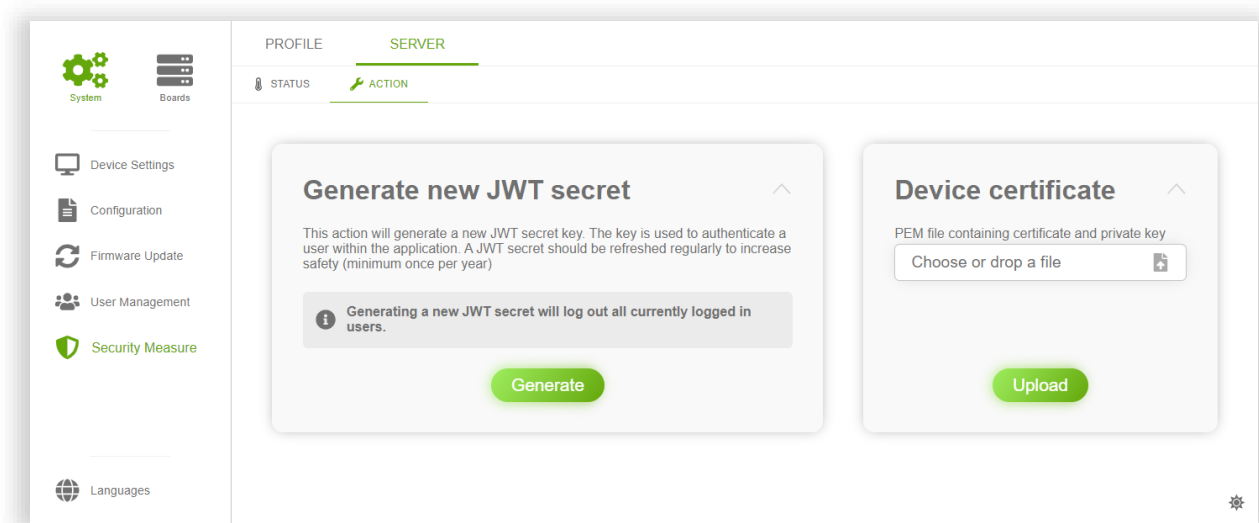 System
Boards
Device Settings
Configuration
Firmware Update
User Management
Security Measure
Languages
PROFILE
SERVER
STATUS
ACTION
Generate new JWT secret
This action will generate a new JWT secret key. The key is used to authenticate a
user within the application. A JWT secret should be refreshed regularly to increase
safety (minimum once per year)
Generating a new JWT secret will log out all currently logged in
users.
Generate
Device certificate
PEM file containing certificate and private key
Choose or drop a file
Upload